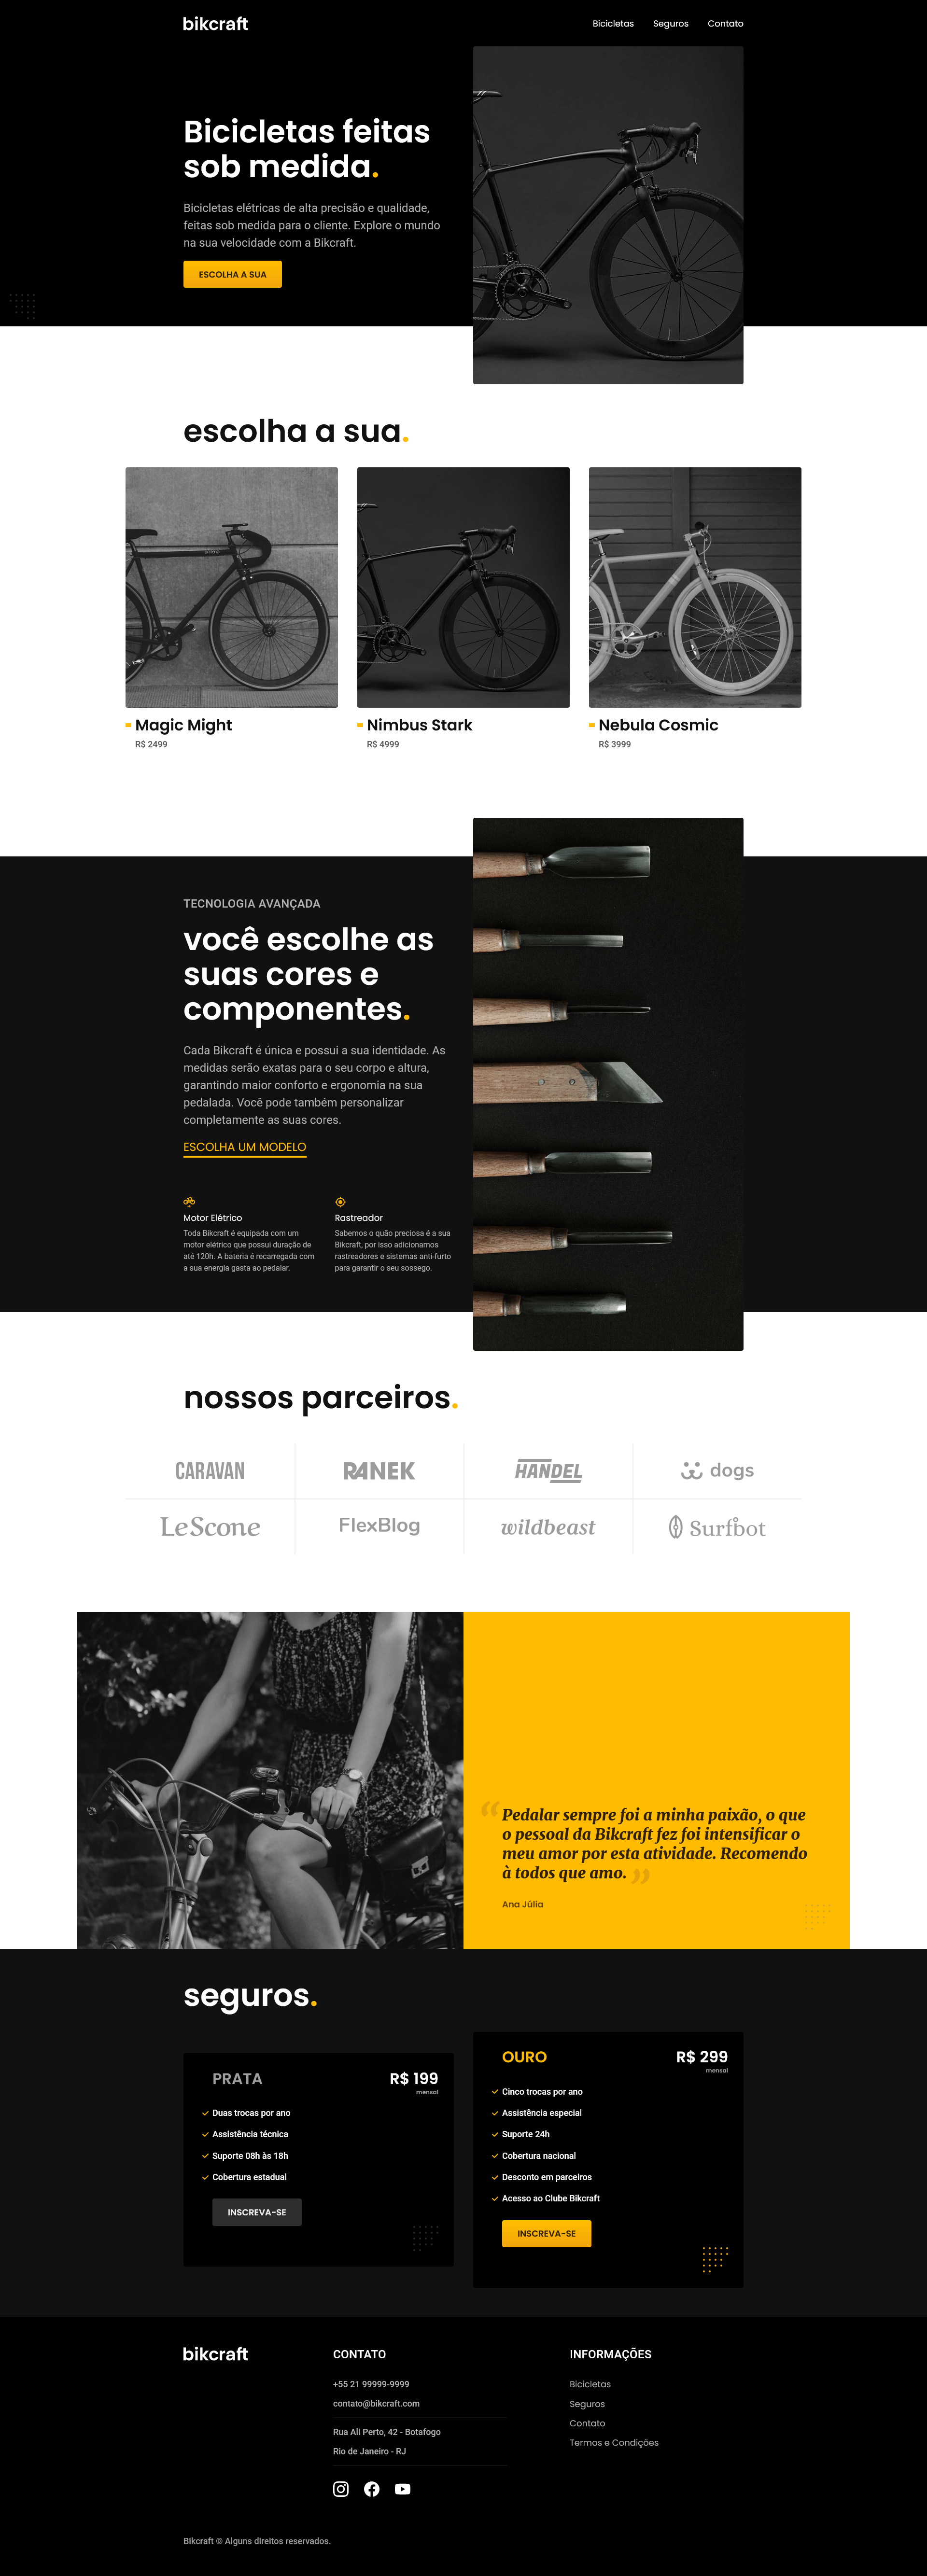 bikcraft
Bicicletas Seguros Contato
Bicicletas feitas
sob medida.
Bicicletas elétricas de alta precisão e qualidade,
feitas sob medida para o cliente. Explore o mundo
na sua velocidade com a Bikcraft.
ESCOLHA A SUA
escolha a sua.
Magic Might
R$ 2499
Nimbus Stark
R$ 4999
Nebula Cosmic
R$ 3999
TECNOLOGIA AVANÇADA
você escolhe as
suas cores e
componentes.
Cada Bikcraft é única e possui a sua identidade. As
medidas serão exatas para o seu corpo e altura,
garantindo maior conforto e ergonomia na sua
pedalada. Você pode também personalizar
completamente as suas cores.
ESCOLHA UM MODELO
Motor Elétrico
Toda Bikcraft é equipada com um
motor elétrico que possui duração de
até 120h. A bateria é recarregada com
a sua energia gasta ao pedalar.
Rastreador
Sabemos o quão preciosa é a sua
Bikcraft, por isso adicionamos
rastreadores e sistemas anti-furto
para garantir o seu sossego.
nossos parceiros.
CARAVAN
RANEK
HANDEL
dogs
LeScone
FlexBlog
wildbeast
Surfbot
“Pedalar sempre foi a minha paixão, o que
o pessoal da Bikcraft fez foi intensificar o
meu amor por esta atividade. Recomendo
à todos que amo. ”
Ana Júlia
seguros.
PRATA
R$ 199
mensal
Duas trocas por ano
Assistência técnica
Suporte 08h às 18h
Cobertura estadual
INSCREVA-SE
OURO
R$ 299
mensal
Cinco trocas por ano
Assistência especial
Suporte 24h
Cobertura nacional
Desconto em parceiros
Acesso ao Clube Bikcraft
INSCREVA-SE
bikcraft
CONTATO
+55 21 99999-9999
contato@bikcraft.com
Rua Ali Perto, 42 - Botafogo
Rio de Janeiro - RJ
INFORMAÇÕES
Bicicletas
Seguros
Contato
Termos e Condições
Bikcraft © Alguns direitos reservados.